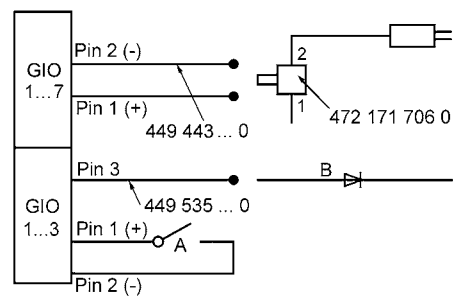 Pin 2 (-)
GIO
1...7
2
Pin 1 (+)
1
472 171 706 0
449 443 ... 0
Pin 3
B
GIO
1...3
449 535 ... 0
Pin 1 (+)
A
Pin 2 (-)